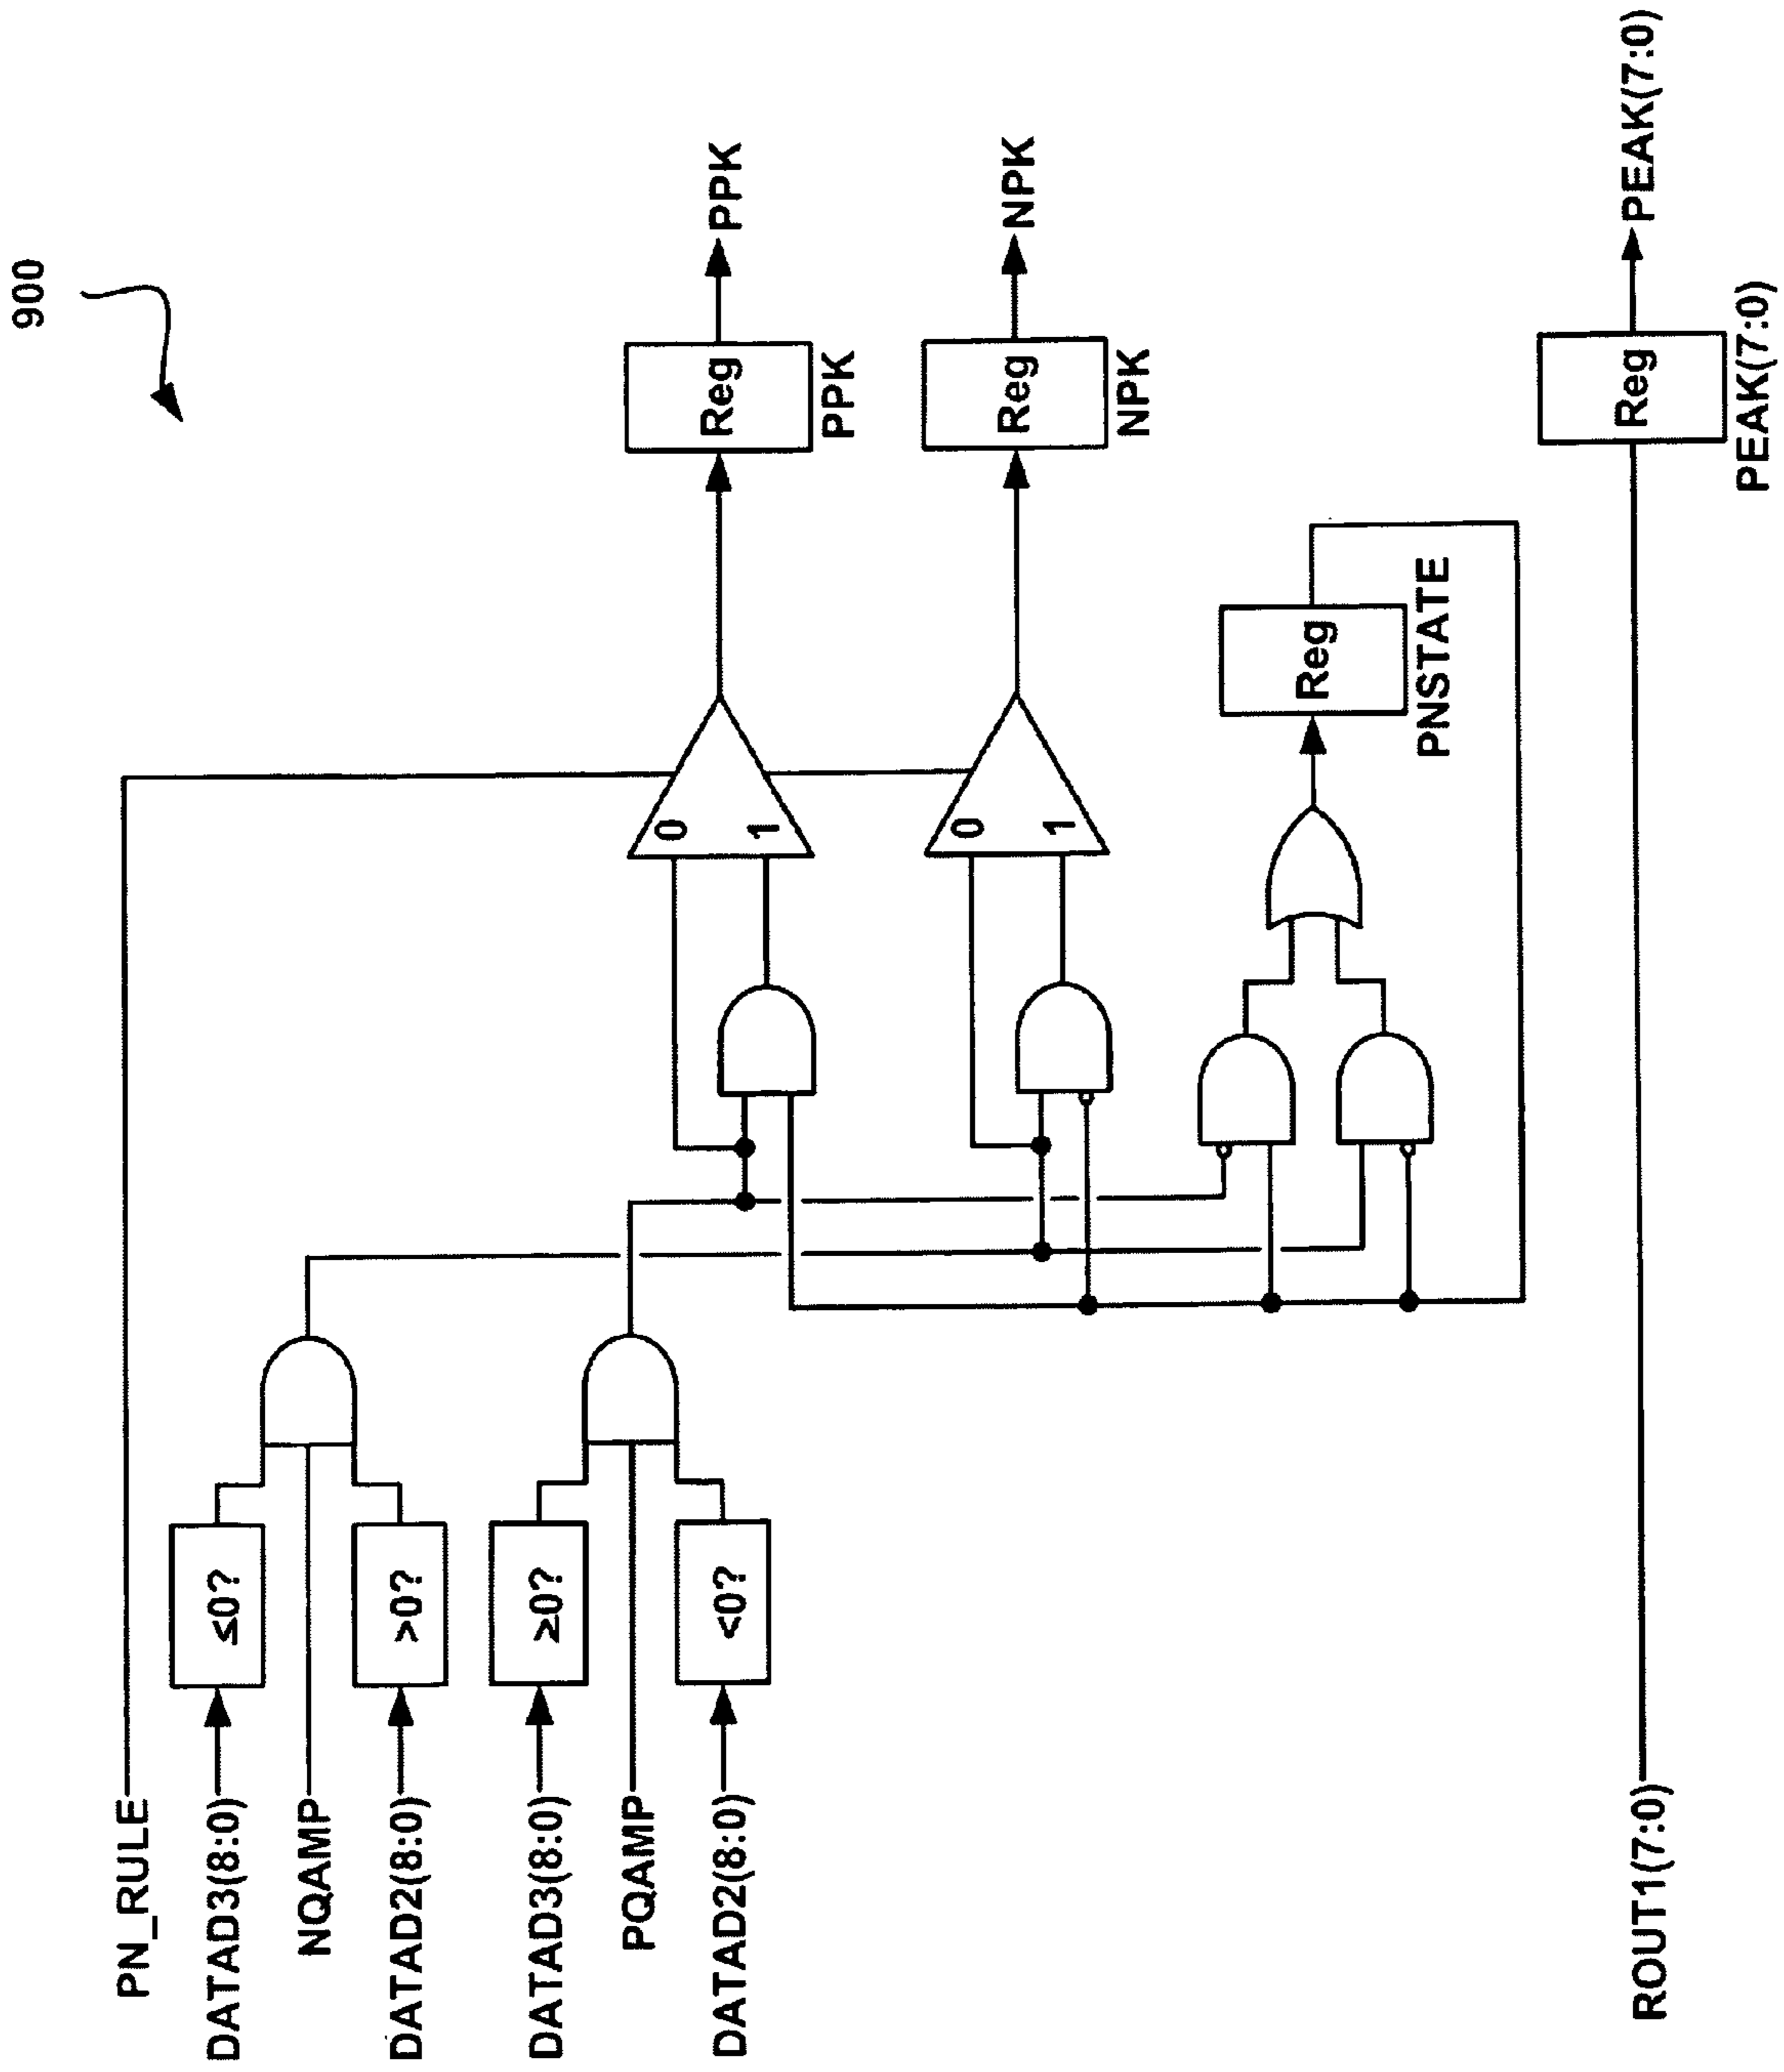 900
PN_RULE
DATAD3(8:0)
NQAMP
DATAD2(8:0)
DATAD3(8:0)
PQAMP
DATAD2(8:0)
≤0?
>0?
≥0?
<0?
0
1
Reg
PPK
PPK
0
1
Reg
NPK
NPK
Reg
PNSTATE
ROUT1(7:0)
Reg
PEAK(7:0)
PEAK(7:0)